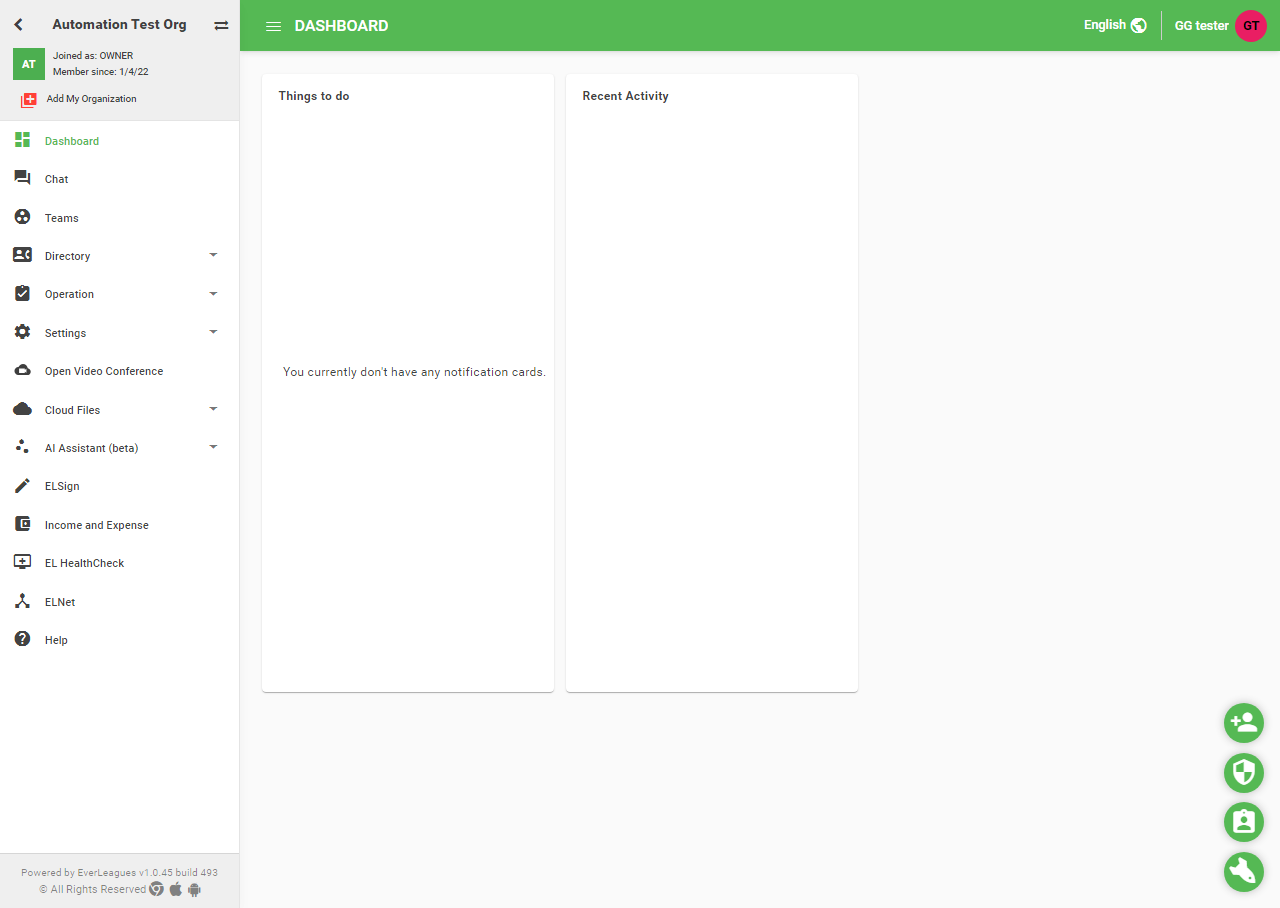 Automation Test Org
AT
Joined as: OWNER
Member since: 1/4/22
Add My Organization
DASHBOARD
English
GG tester
GT
Dashboard
Chat
Teams
Directory
Operation
Settings
Open Video Conference
Cloud Files
AI Assistant (beta)
ELSign
Income and Expense
EL HealthCheck
ELNet
Help
Powered by EverLeagues v1.0.45 build 493
© All Rights Reserved
Things to do
You currently don't have any notification cards.
Recent Activity